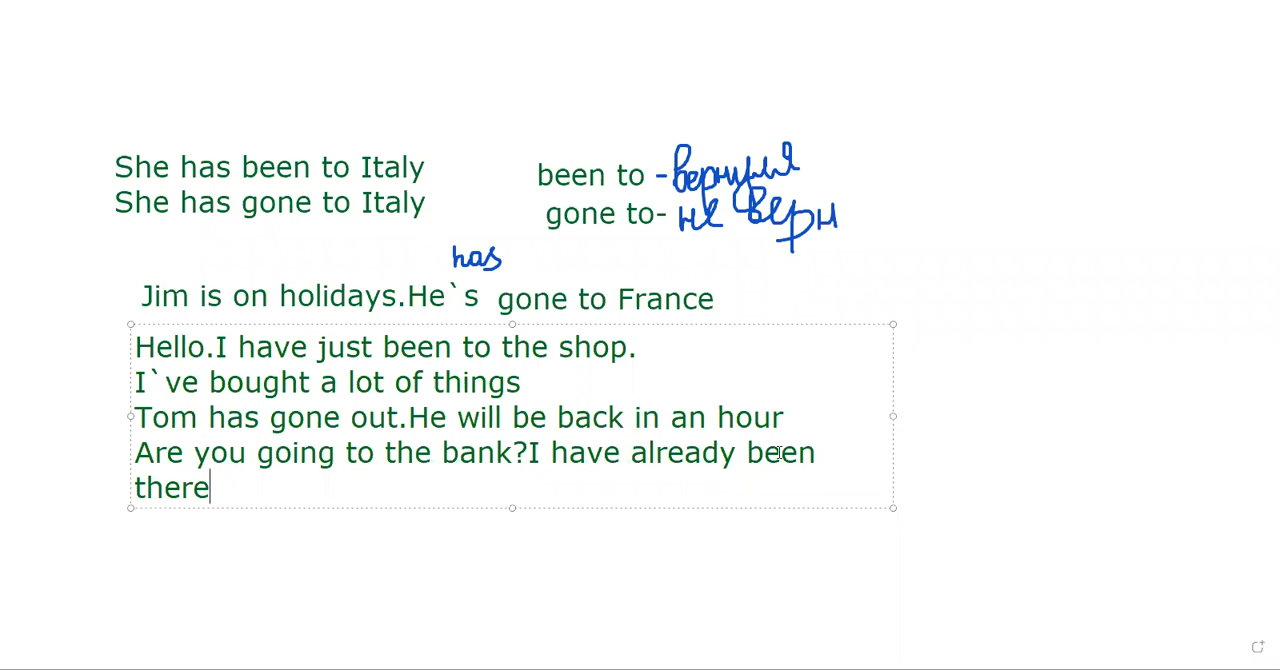 She has been to Italy
She has gone to Italy
been to - вернулся
gone to- не верн
has
Jim is on holidays.He`s gone to France
Hello.I have just been to the shop.
I`ve bought a lot of things
Tom has gone out.He will be back in an hour
Are you going to the bank?I have already been
there